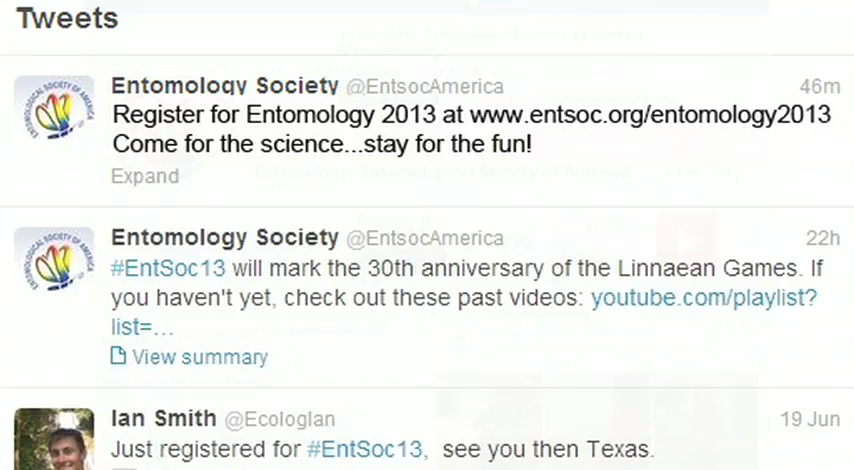 Tweets
Entomology Society @EntsocAmerica 46m
Register for Entomology 2013 at www.entsoc.org/entomology2013
Come for the science...stay for the fun!
Expand
Entomology Society @EntsocAmerica 22h
#EntSoc13 will mark the 30th anniversary of the Linnaean Games. If
you haven't yet, check out these past videos: youtube.com/playlist?
list=…
View summary
Ian Smith @EcologIan 19 Jun
Just registered for #EntSoc13, see you then Texas.